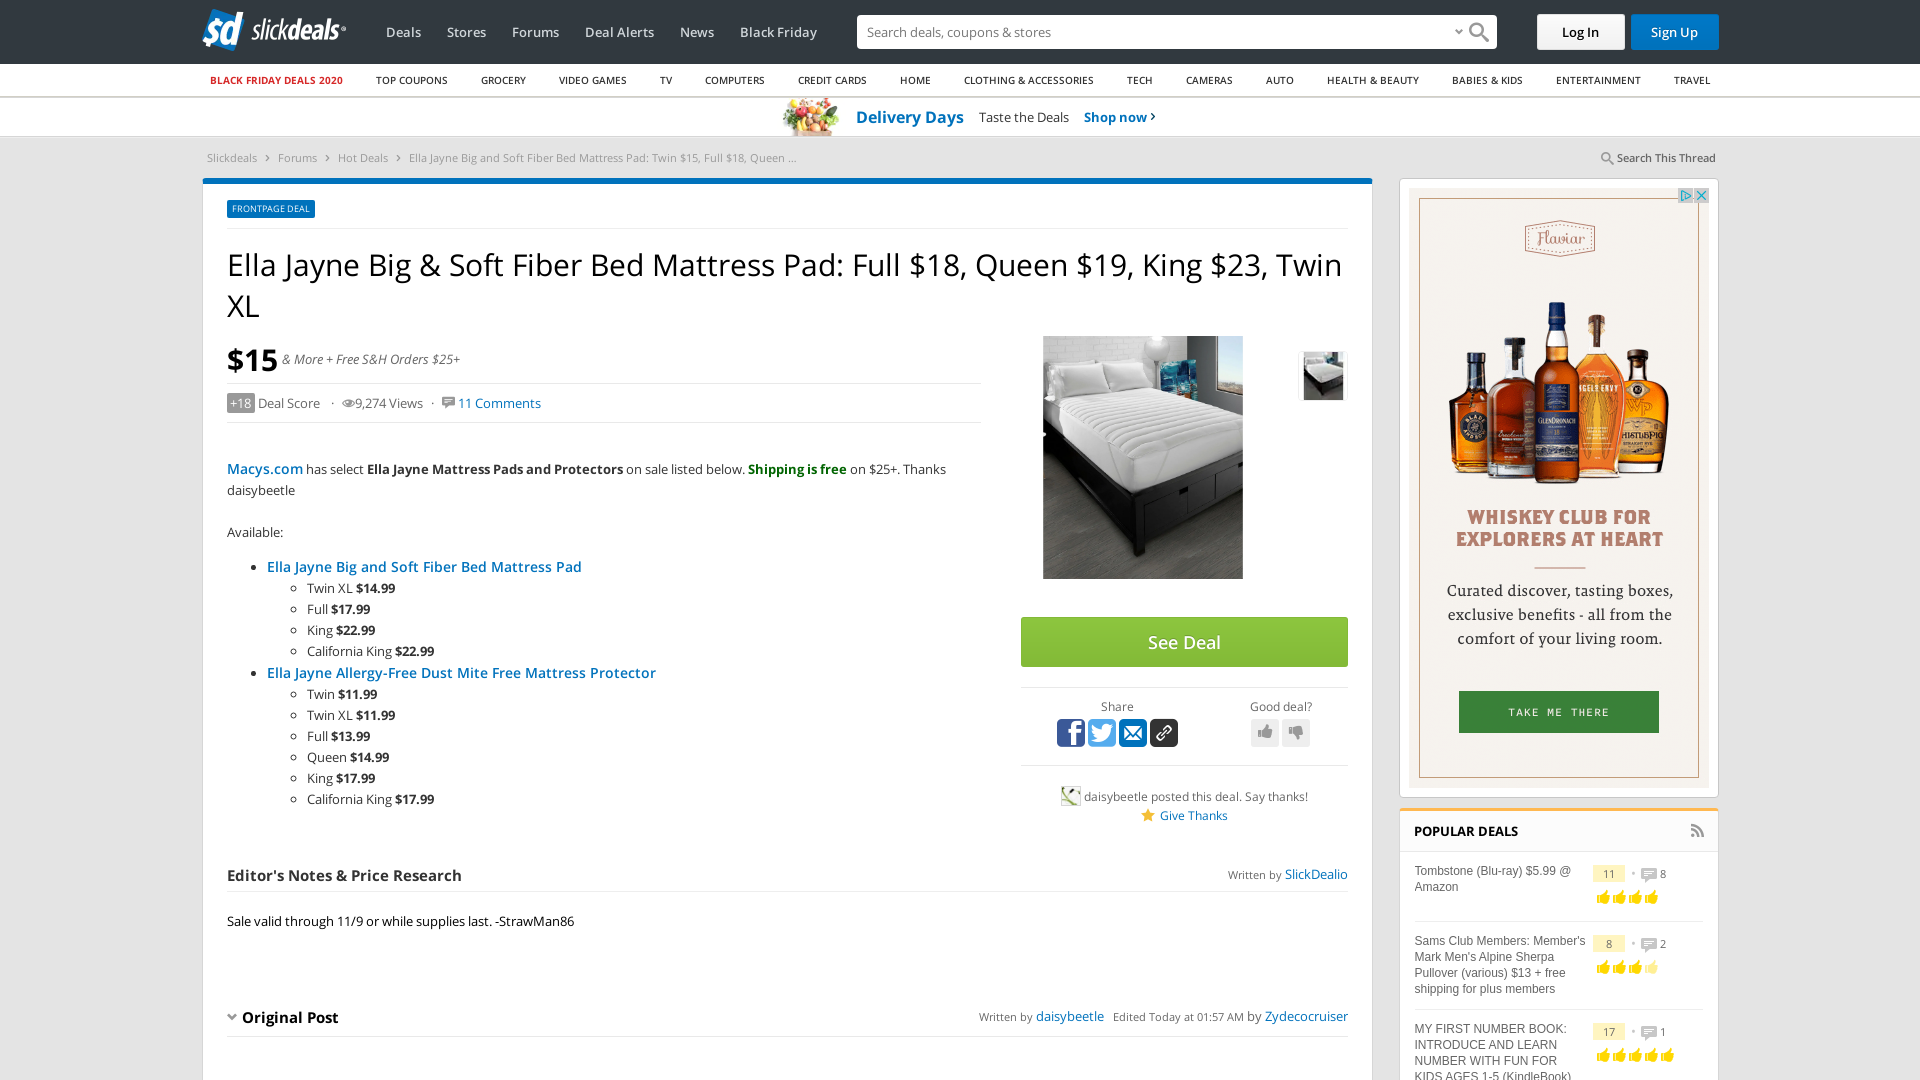 slickdeals
Deals
Stores
Forums
Deal Alerts
News
Black Friday
Search deals, coupons & stores
Log In
Sign Up
BLACK FRIDAY DEALS 2020
TOP COUPONS
GROCERY
VIDEO GAMES
TV
COMPUTERS
CREDIT CARDS
HOME
CLOTHING & ACCESSORIES
TECH
CAMERAS
AUTO
HEALTH & BEAUTY
BABIES & KIDS
ENTERTAINMENT
TRAVEL
Delivery Days Taste the Deals Shop now
Slickdeals › Forums › Hot Deals › Ella Jayne Big and Soft Fiber Bed Mattress Pad: Twin $15, Full $18, Queen ...
Search This Thread
FRONTPAGE DEAL
Ella Jayne Big & Soft Fiber Bed Mattress Pad: Full $18, Queen $19, King $23, Twin
XL
$15 & More + Free S&H Orders $25+
+18 Deal Score · 9,274 Views · 11 Comments
Macys.com has select Ella Jayne Mattress Pads and Protectors on sale listed below. Shipping is free on $25+. Thanks
daisybeetle
Available:
Ella Jayne Big and Soft Fiber Bed Mattress Pad
Twin XL $14.99
Full $17.99
King $22.99
California King $22.99
Ella Jayne Allergy-Free Dust Mite Free Mattress Protector
Twin $11.99
Twin XL $11.99
Full $13.99
Queen $14.99
King $17.99
California King $17.99
See Deal
Share
Good deal?
daisybeetle posted this deal. Say thanks!
Give Thanks
Editor's Notes & Price Research
Written by SlickDealio
Sale valid through 11/9 or while supplies last. -StrawMan86
Original Post
Written by daisybeetle Edited Today at 01:57 AM by Zydecocruiser
Flaviar
GLENDRONACH
WHISKEY CLUB FOR
EXPLORERS AT HEART
Curated discover, tasting boxes,
exclusive benefits - all from the
comfort of your living room.
TAKE ME THERE
POPULAR DEALS
Tombstone (Blu-ray) $5.99 @
Amazon
11 • 8
Sams Club Members: Member's
Mark Men's Alpine Sherpa
Pullover (various) $13 + free
shipping for plus members
8 • 2
MY FIRST NUMBER BOOK:
INTRODUCE AND LEARN
NUMBER WITH FUN FOR
KIDS AGES 1-5 (KindleBook)
17 • 1